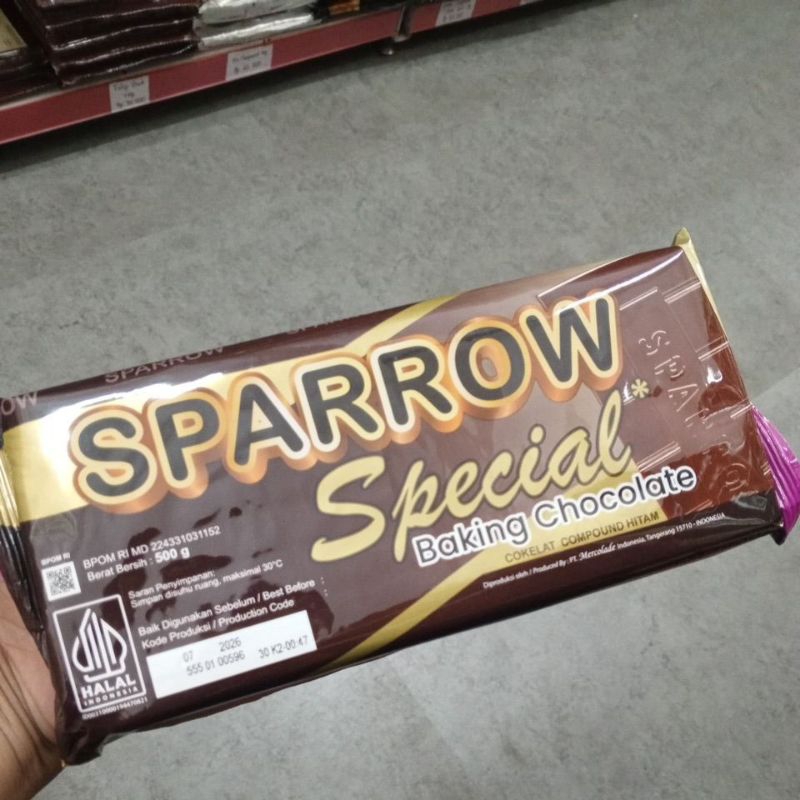 SPARROW
SPARROW
Special*
Baking Chocolate
COKELAT COMPOUND HITAM
Diproduksi oleh / Produced By : PT. Mercolade Indonesia, Tangerang 15710 - INDONESIA
BPOM RI
BPOM RI MD 224331031152
Berat Bersih : 500 g
Saran Penyimpanan:
Simpan disuhu ruang, maksimal 30°C
Baik Digunakan Sebelum / Best Before :
Kode Produksi / Production Code :
07 2026
555 01 00596 30 K2-00:47
HALAL
INDONESIA